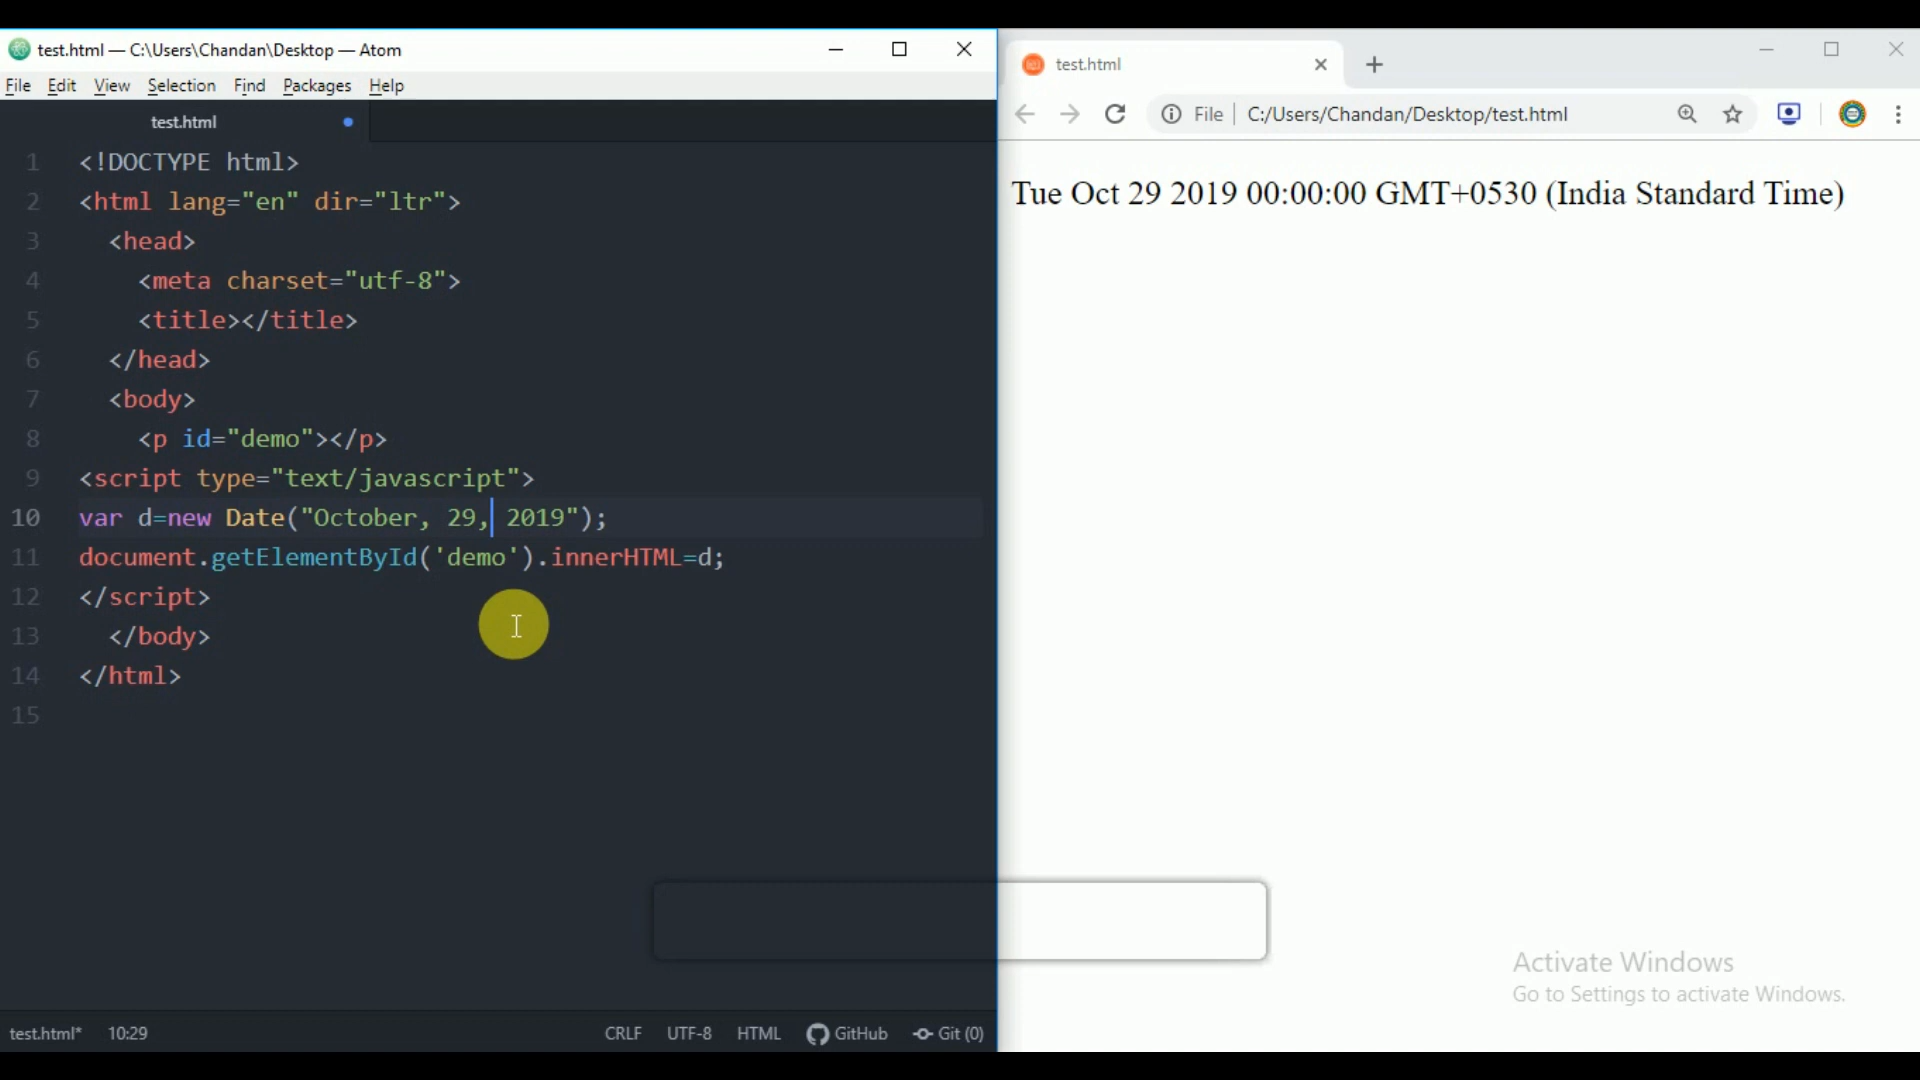 test.html — C:\Users\Chandan\Desktop — Atom
File Edit View Selection Find Packages Help
test.html
1 <!DOCTYPE html>
2 <html lang="en" dir="ltr">
3 <head>
4 <meta charset="utf-8">
5 <title></title>
6 </head>
7 <body>
8 <p id="demo"></p>
9 <script type="text/javascript">
10 var d=new Date("October, 29, 2019");
11 document.getElementById('demo').innerHTML=d;
12 </script>
13 </body>
14 </html>
15
test.html* 10:29 CRLF UTF-8 HTML GitHub Git (0)
test.html
File C:/Users/Chandan/Desktop/test.html
Tue Oct 29 2019 00:00:00 GMT+0530 (India Standard Time)
Activate Windows
Go to Settings to activate Windows.